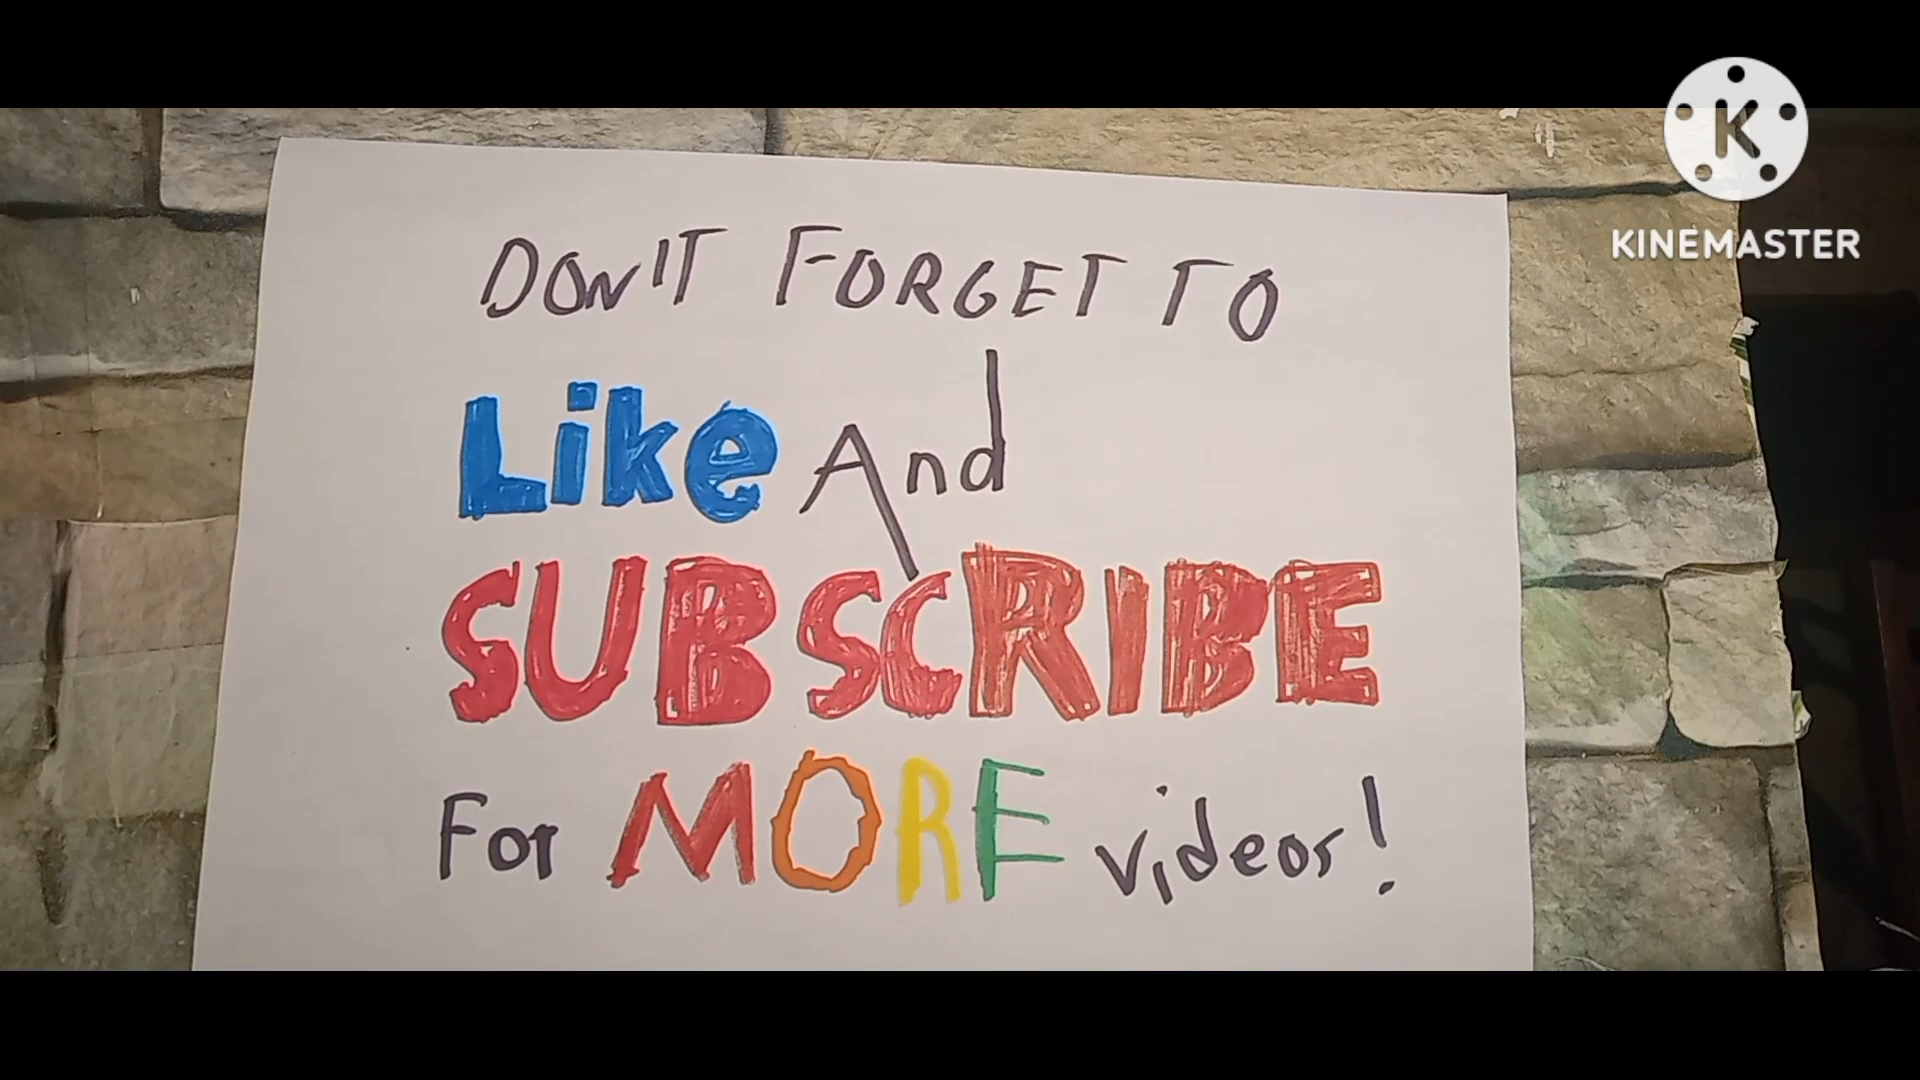 K
KINEMASTER
DON'T FORGET TO
Like And
SUBSCRIBE
For MORE videos!